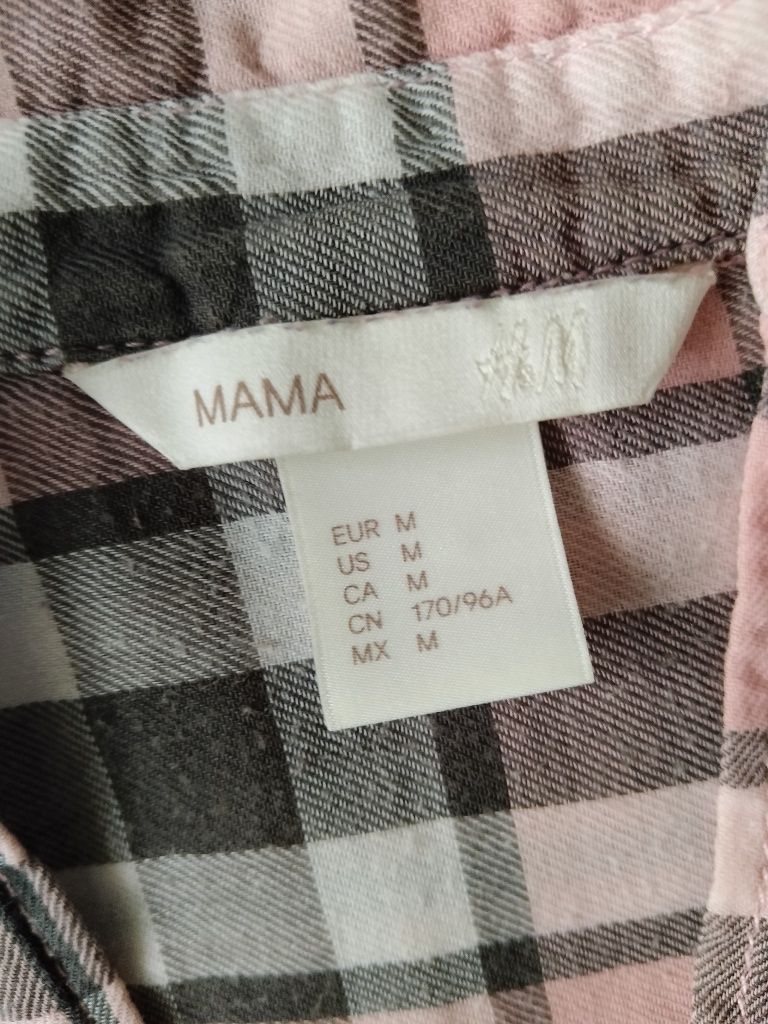 MAMA H&M
EUR M
US M
CA M
CN 170/96A
MX M